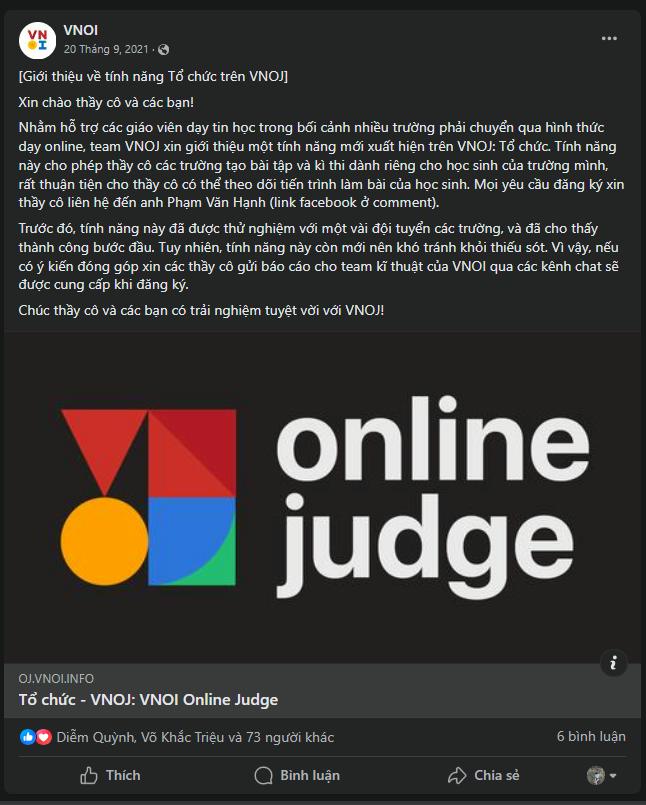 VN
OI
VNOI
20 Tháng 9, 2021 ·
[Giới thiệu về tính năng Tổ chức trên VNOJ]
Xin chào thầy cô và các bạn!
Nhằm hỗ trợ các giáo viên dạy tin học trong bối cảnh nhiều trường phải chuyển qua hình thức
dạy online, team VNOJ xin giới thiệu một tính năng mới xuất hiện trên VNOJ: Tổ chức. Tính năng
này cho phép thầy cô các trường tạo bài tập và kì thi dành riêng cho học sinh của trường mình,
rất thuận tiện cho thầy cô có thể theo dõi tiến trình làm bài của học sinh. Mọi yêu cầu đăng ký xin
thầy cô liên hệ đến anh Phạm Văn Hạnh (link facebook ở comment).
Trước đó, tính năng này đã được thử nghiệm với một vài đội tuyển các trường, và đã cho thấy
thành công bước đầu. Tuy nhiên, tính năng này còn mới nên khó tránh khỏi thiếu sót. Vì vậy, nếu
có ý kiến đóng góp xin các thầy cô gửi báo cáo cho team kĩ thuật của VNOI qua các kênh chat sẽ
được cung cấp khi đăng ký.
Chúc thầy cô và các bạn có trải nghiệm tuyệt vời với VNOJ!
online
judge
OJ.VNOI.INFO
Tổ chức - VNOJ: VNOI Online Judge
Diễm Quỳnh, Võ Khắc Triệu và 73 người khác
6 bình luận
Thích
Bình luận
Chia sẻ